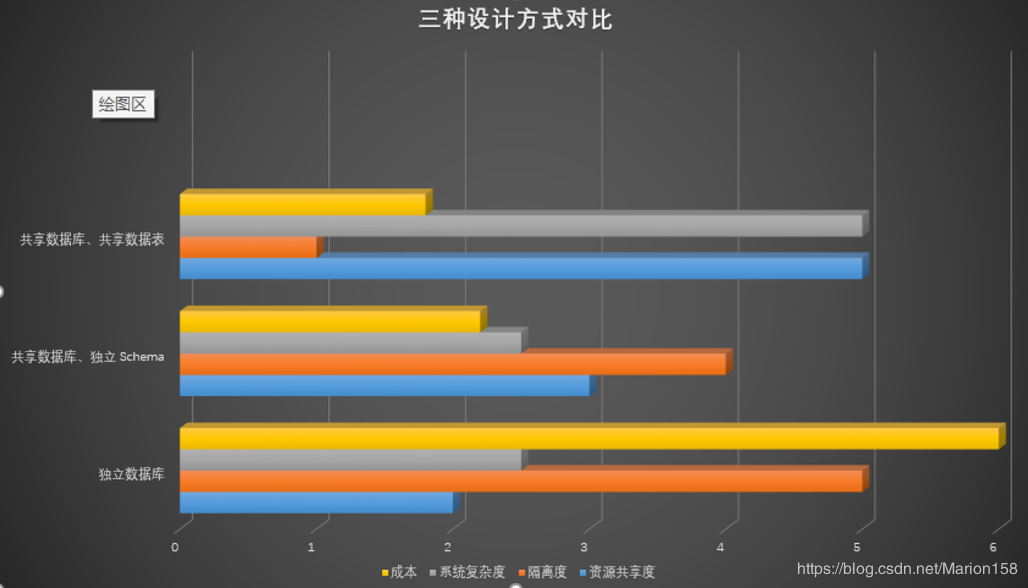 三种设计方式对比
绘图区
共享数据库、共享数据表
共享数据库、独立 Schema
独立数据库
0 1 2 3 4 5 6
成本 系统复杂度 隔离度 资源共享度
https://blog.csdn.net/Marion158